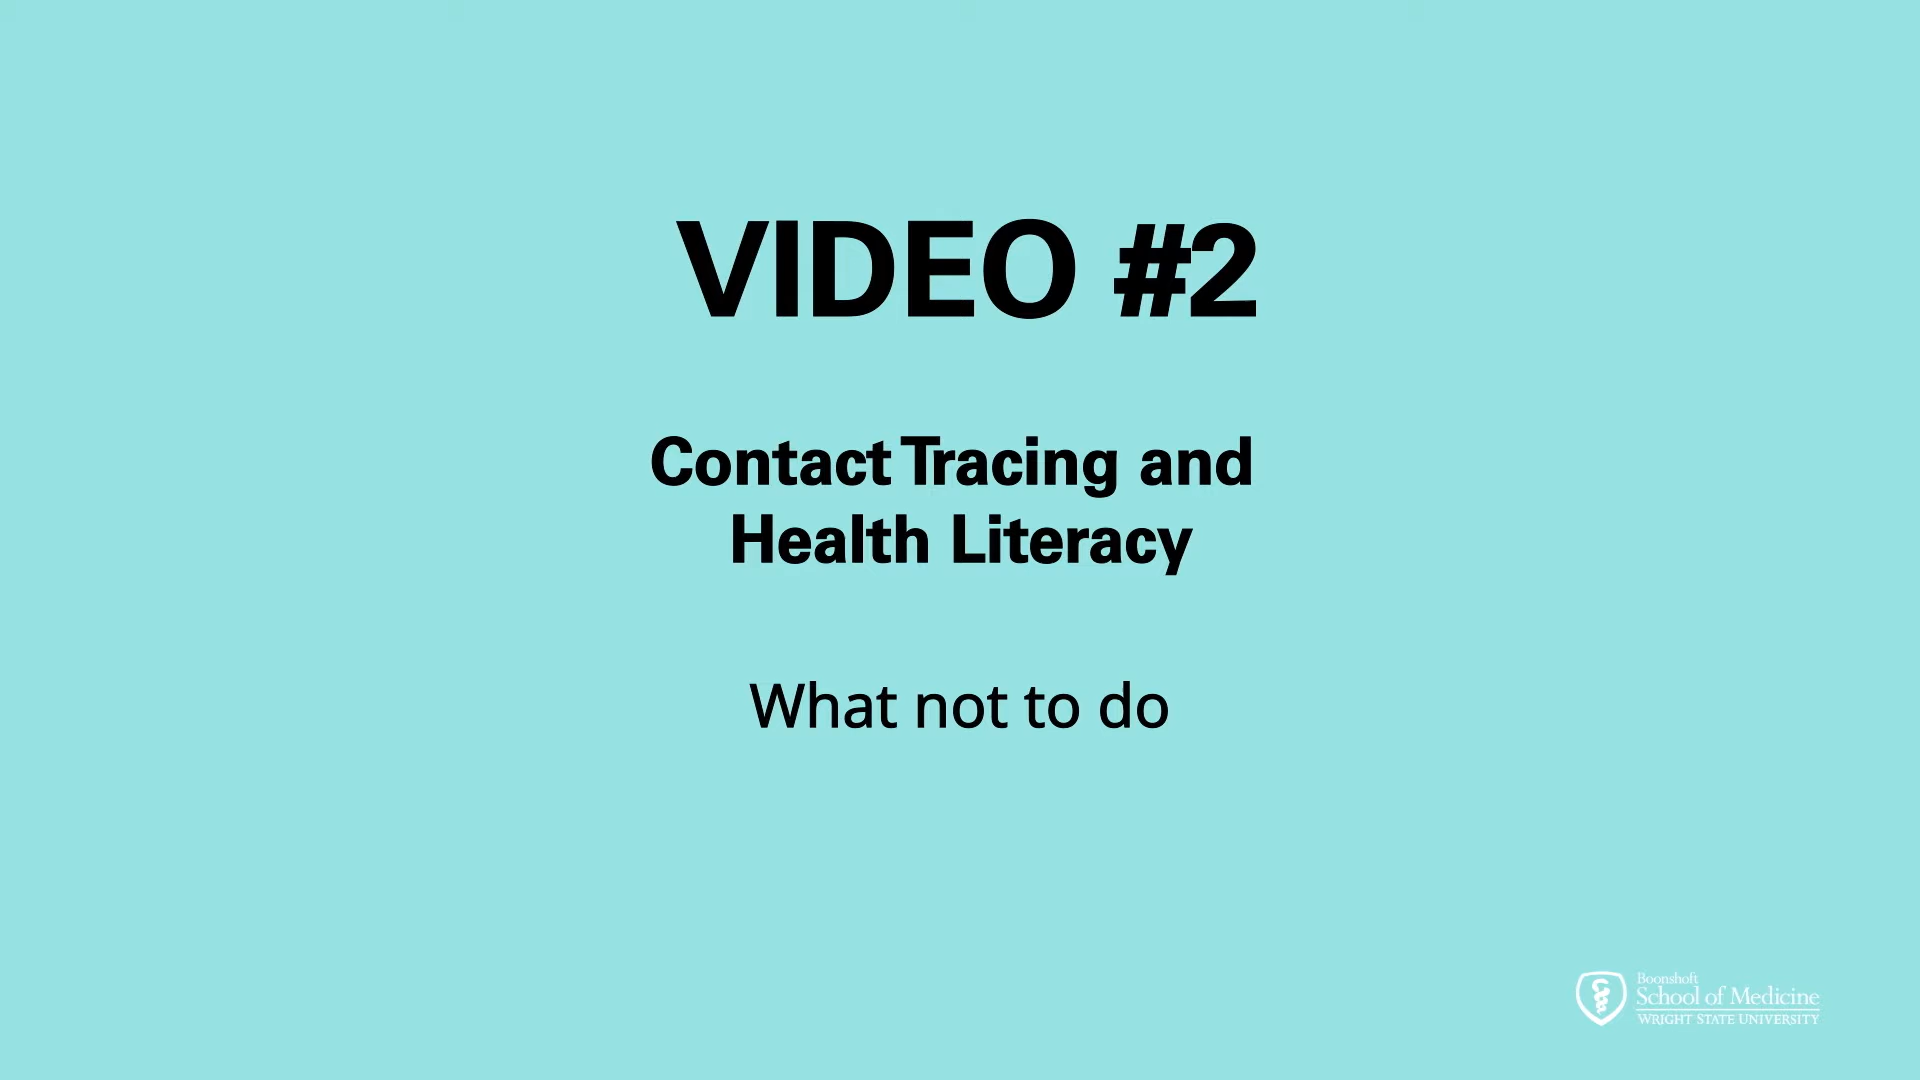 VIDEO #2
Contact Tracing and
Health Literacy
What not to do
Boonshoft
School of Medicine
WRIGHT STATE UNIVERSITY